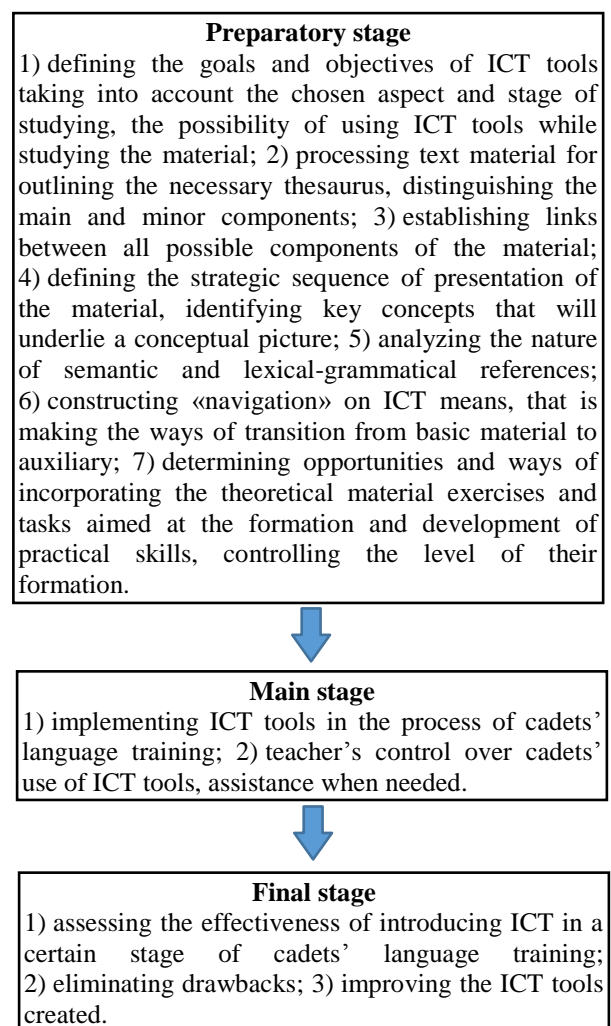 Preparatory stage
1) defining the goals and objectives of ICT tools
taking into account the chosen aspect and stage of
studying, the possibility of using ICT tools while
studying the material; 2) processing text material for
outlining the necessary thesaurus, distinguishing the
main and minor components; 3) establishing links
between all possible components of the material;
4) defining the strategic sequence of presentation of
the material, identifying key concepts that will
underlie a conceptual picture; 5) analyzing the nature
of semantic and lexical-grammatical references;
6) constructing «navigation» on ICT means, that is
making the ways of transition from basic material to
auxiliary; 7) determining opportunities and ways of
incorporating the theoretical material exercises and
tasks aimed at the formation and development of
practical skills, controlling the level of their
formation.
Main stage
1) implementing ICT tools in the process of cadets’
language training; 2) teacher’s control over cadets’
use of ICT tools, assistance when needed.
Final stage
1) assessing the effectiveness of introducing ICT in a
certain stage of cadets’ language training;
2) eliminating drawbacks; 3) improving the ICT tools
created.